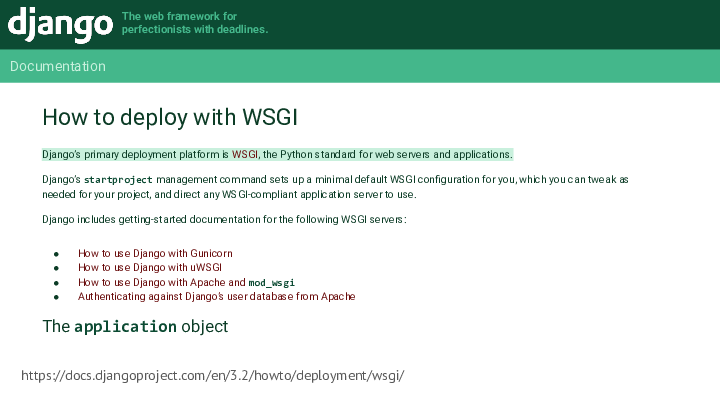 django
The web framework for
perfectionists with deadlines.
Documentation
How to deploy with WSGI
Django's primary deployment platform is WSGI, the Python standard for web servers and applications.
Django's startproject management command sets up a minimal default WSGI configuration for you, which you can tweak as
needed for your project, and direct any WSGI-compliant application server to use.
Django includes getting-started documentation for the following WSGI servers:
● How to use Django with Gunicorn
● How to use Django with uWSGI
● How to use Django with Apache and mod_wsgi
● Authenticating against Django's user database from Apache
The application object
https://docs.djangoproject.com/en/3.2/howto/deployment/wsgi/